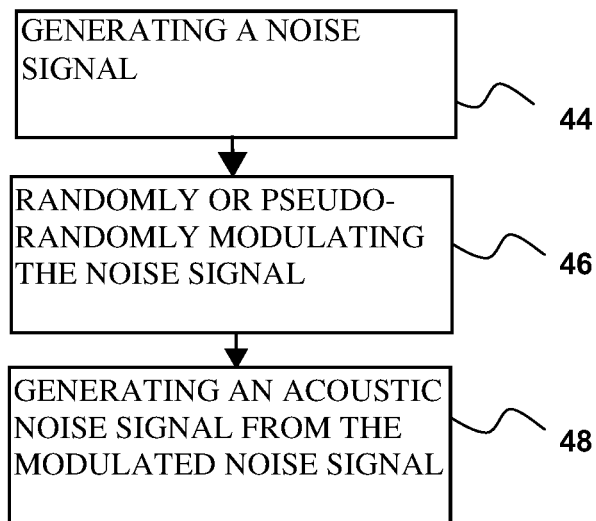 GENERATING A NOISE
SIGNAL
44
RANDOMLY OR PSEUDO-
RANDOMLY MODULATING
THE NOISE SIGNAL
46
GENERATING AN ACOUSTIC
NOISE SIGNAL FROM THE
MODULATED NOISE SIGNAL
48